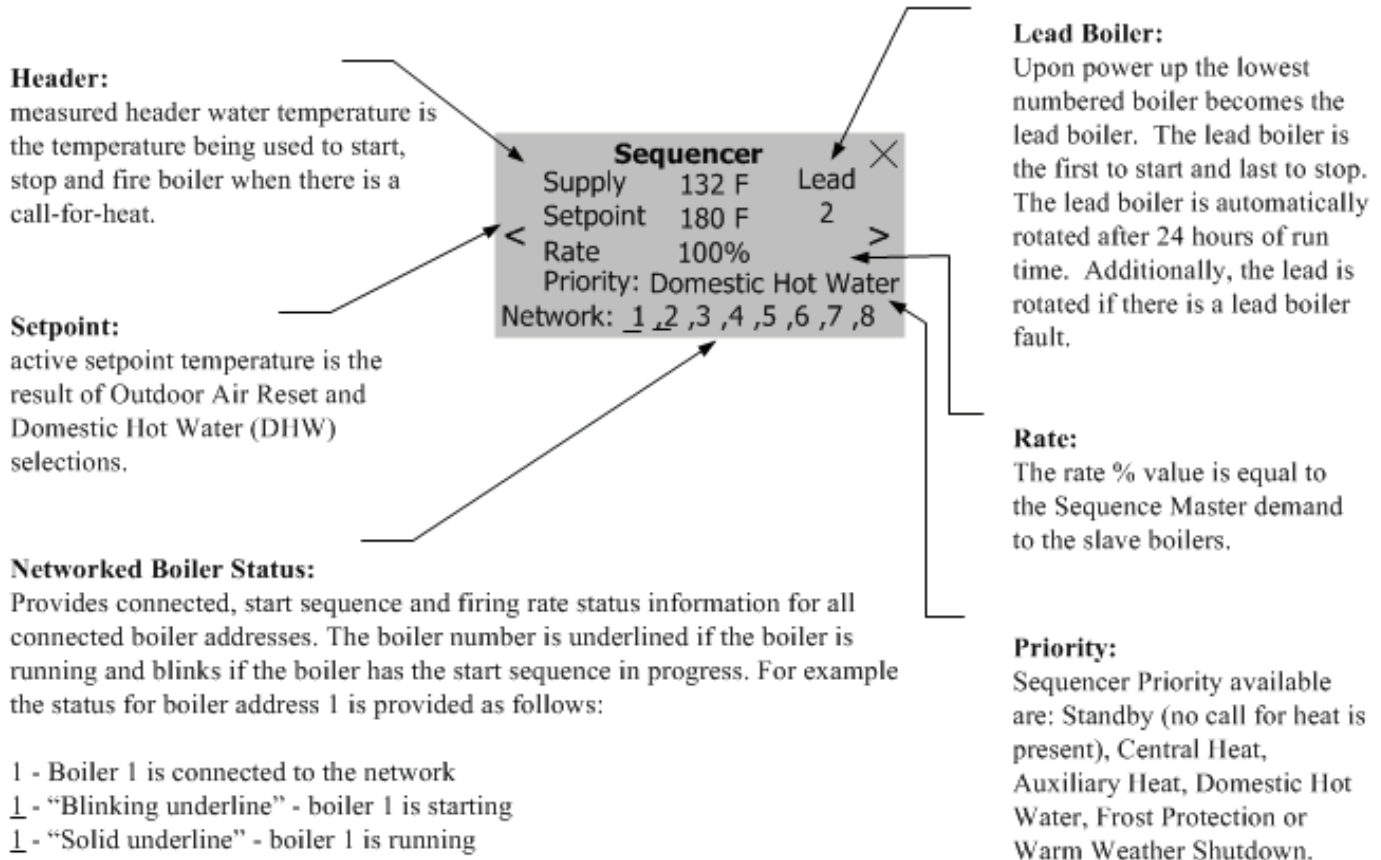 Header:
measured header water temperature is
the temperature being used to start,
stop and fire boiler when there is a
call-for-heat.
Setpoint:
active setpoint temperature is the
result of Outdoor Air Reset and
Domestic Hot Water (DHW)
selections.
Sequencer
Supply 132 F Lead
Setpoint 180 F 2
< >
Rate 100%
Priority: Domestic Hot Water
Network: 1 ,2 ,3 ,4 ,5 ,6 ,7 ,8
Lead Boiler:
Upon power up the lowest
numbered boiler becomes the
lead boiler. The lead boiler is
the first to start and last to stop.
The lead boiler is automatically
rotated after 24 hours of run
time. Additionally, the lead is
rotated if there is a lead boiler
fault.
Rate:
The rate % value is equal to
the Sequence Master demand
to the slave boilers.
Priority:
Sequencer Priority available
are: Standby (no call for heat is
present), Central Heat,
Auxiliary Heat, Domestic Hot
Water, Frost Protection or
Warm Weather Shutdown.
Networked Boiler Status:
Provides connected, start sequence and firing rate status information for all
connected boiler addresses. The boiler number is underlined if the boiler is
running and blinks if the boiler has the start sequence in progress. For example
the status for boiler address 1 is provided as follows:
1 - Boiler 1 is connected to the network
1 - “Blinking underline” - boiler 1 is starting
1 - “Solid underline” - boiler 1 is running